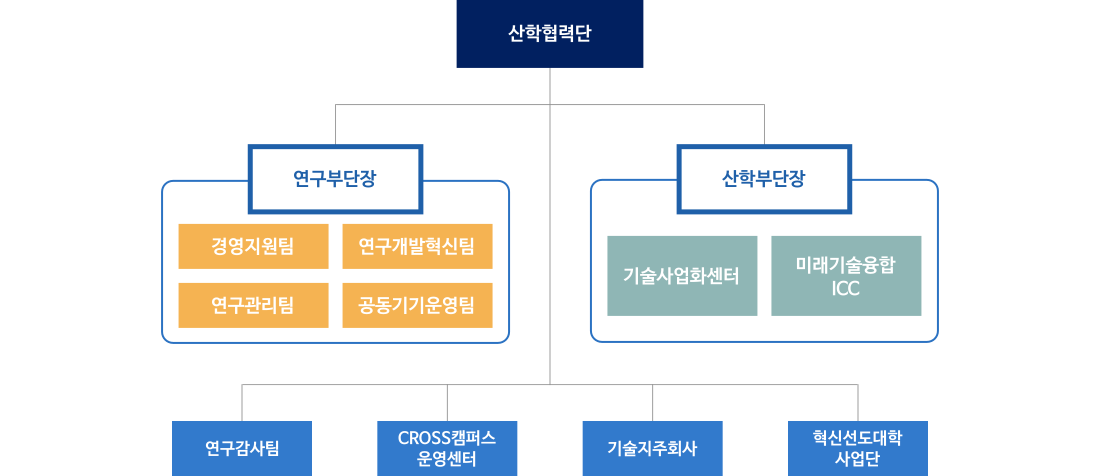 산학협력단
연구부단장
산학부단장
경영지원팀
연구개발혁신팀
연구관리팀
공동기기운영팀
기술사업화센터
미래기술융합
ICC
연구감사팀
CROSS캠퍼스
운영센터
기술지주회사
혁신선도대학
사업단